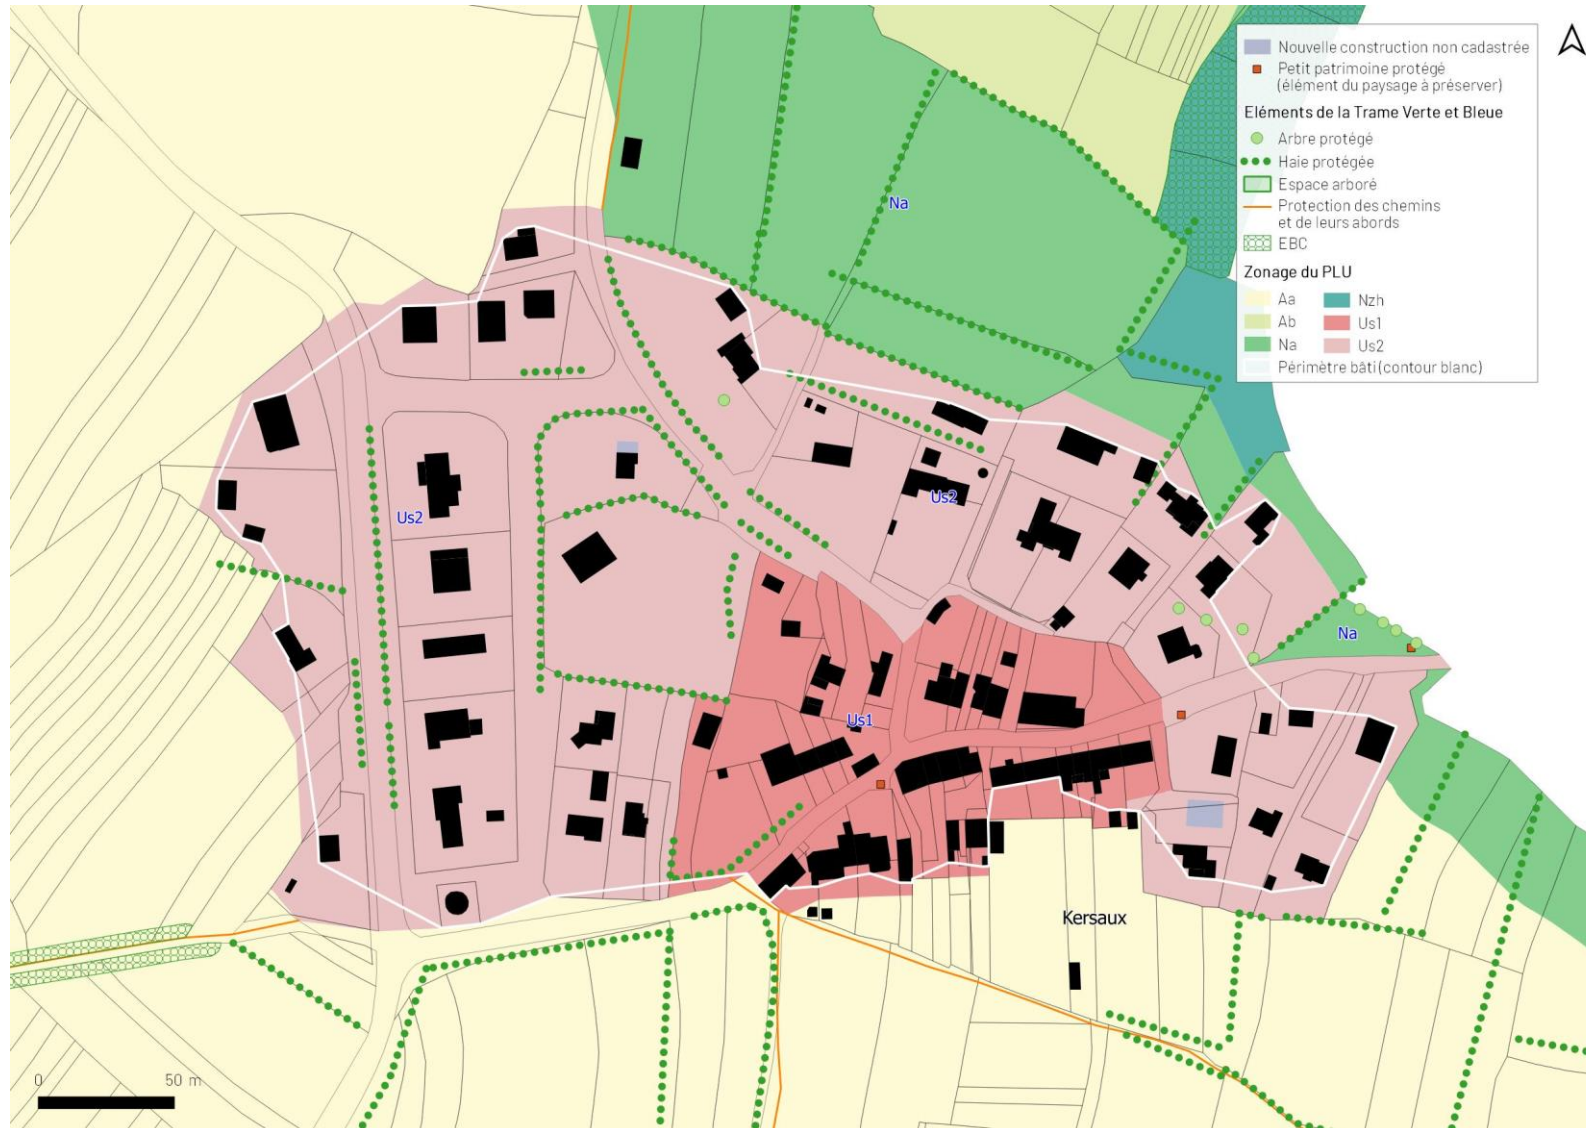 Nouvelle construction non cadastrée
Petit patrimoine protégé
(élément du paysage à préserver)
Eléments de la Trame Verte et Bleue
Arbre protégé
Haie protégée
Espace arboré
Protection des chemins
et de leurs abords
EBC
Zonage du PLU
Aa
Nzh
Ab
Us1
Na
Us2
Périmètre bâti (contour blanc)
Na
Us2
Us2
Na
Us1
Kersaux
0 50 m